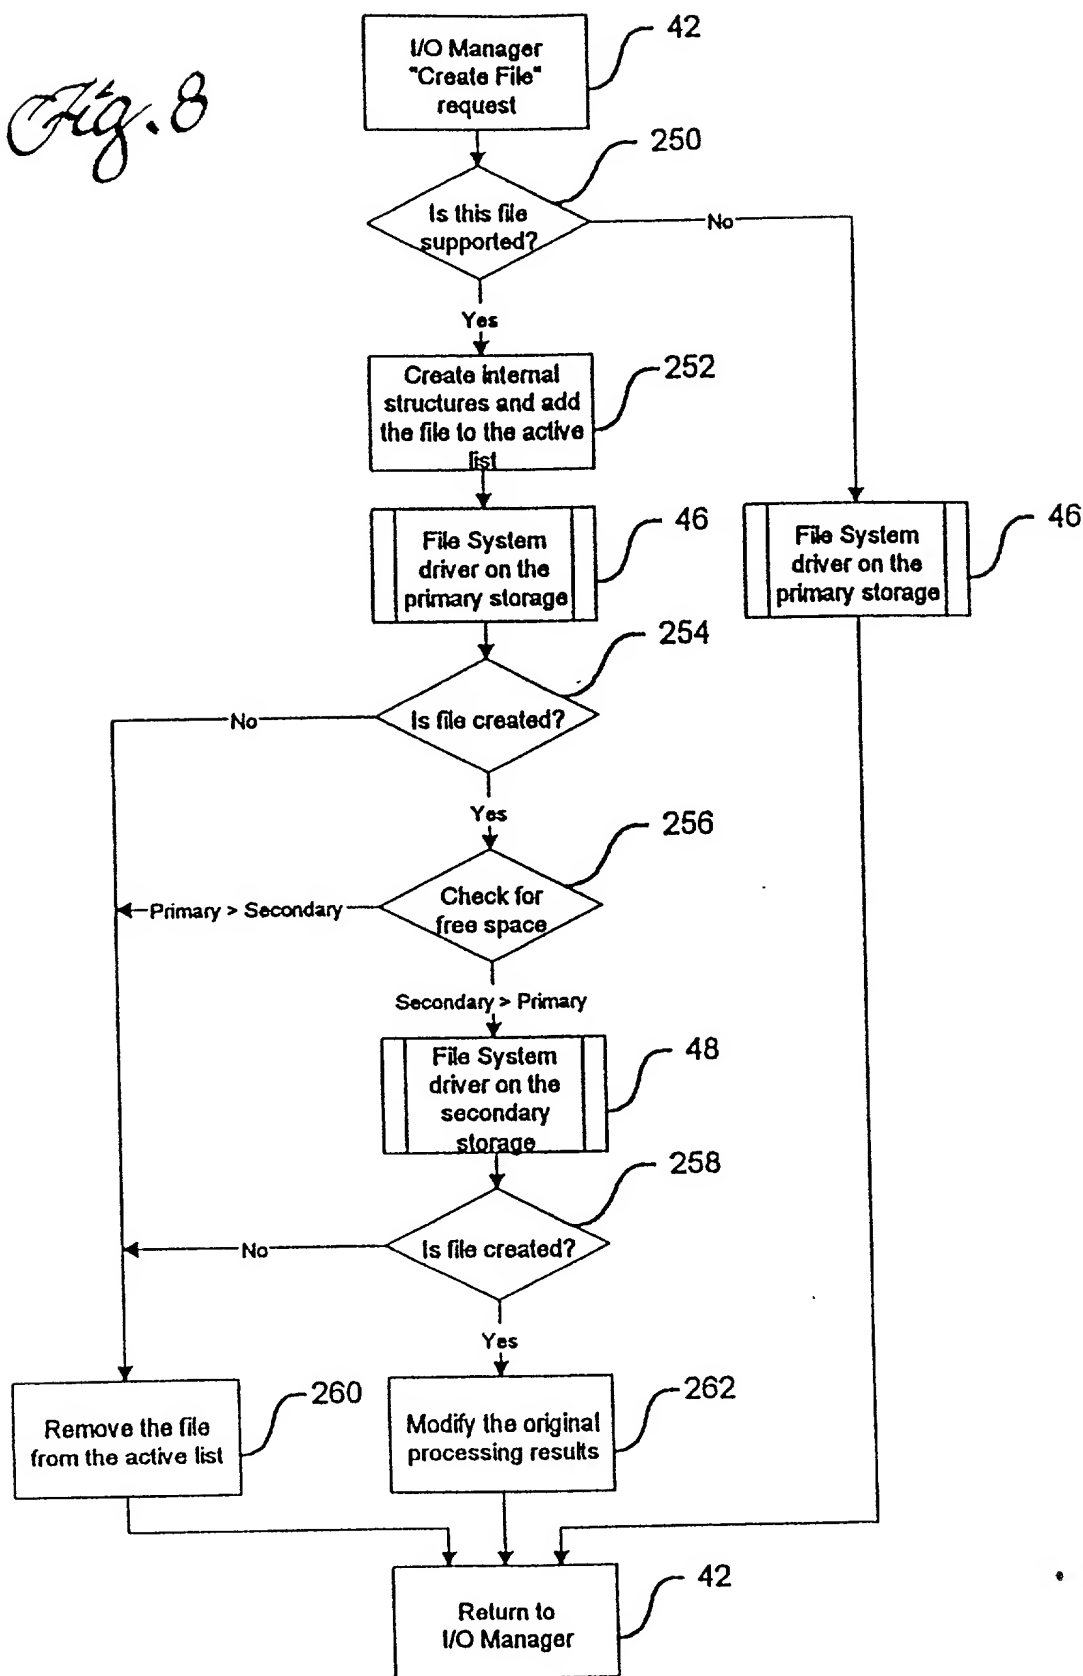 Fig. 8
I/O Manager
"Create File"
request
42
250
Is this file
supported?
No
Yes
Create internal
structures and add
the file to the active
list
252
File System
driver on the
primary storage
46
File System
driver on the
primary storage
46
254
Is file created?
No
Yes
256
Check for
free space
Primary > Secondary
Secondary > Primary
File System
driver on the
secondary
storage
48
258
Is file created?
No
Yes
Remove the file
from the active list
260
Modify the original
processing results
262
Return to
I/O Manager
42